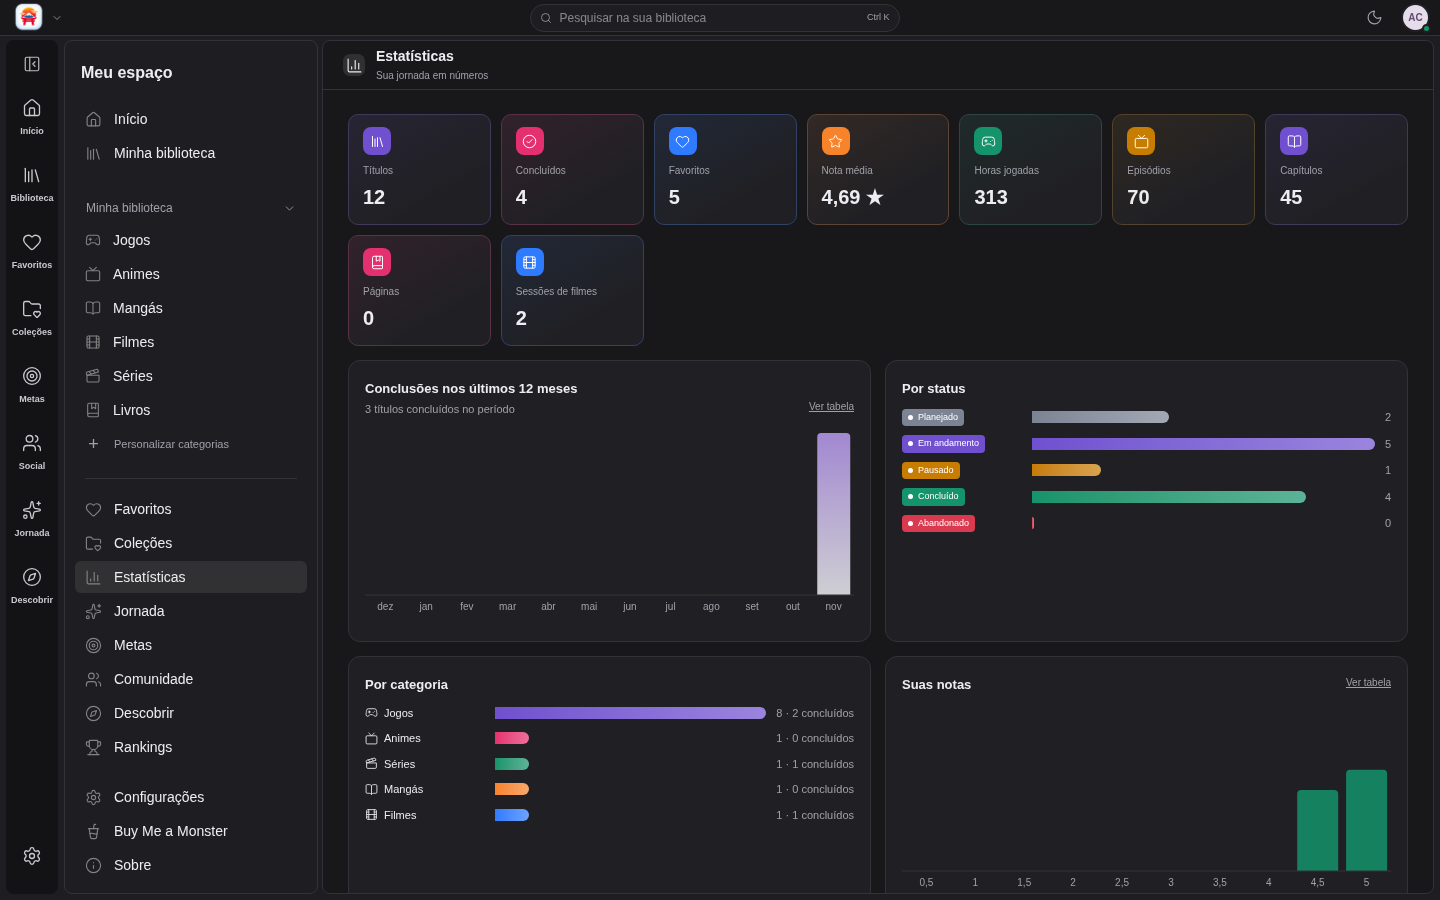 Pesquisar na sua biblioteca
Ctrl K
AC
Início
Biblioteca
Favoritos
Coleções
Metas
Social
Jornada
Descobrir
Meu espaço
Início
Minha biblioteca
Minha biblioteca
Jogos
Animes
Mangás
Filmes
Séries
Livros
Personalizar categorias
Favoritos
Coleções
Estatísticas
Jornada
Metas
Comunidade
Descobrir
Rankings
Configurações
Buy Me a Monster
Sobre
Estatísticas
Sua jornada em números
Títulos
12
Concluídos
4
Favoritos
5
Nota média
4,69 ★
Horas jogadas
313
Episódios
70
Capítulos
45
Páginas
0
Sessões de filmes
2
Conclusões nos últimos 12 meses
3 títulos concluídos no período
Ver tabela
dez jan fev mar abr mai jun jul ago set out nov
Por status
Planejado 2
Em andamento 5
Pausado 1
Concluído 4
Abandonado 0
Por categoria
Jogos 8 · 2 concluídos
Animes 1 · 0 concluídos
Séries 1 · 1 concluídos
Mangás 1 · 0 concluídos
Filmes 1 · 1 concluídos
Suas notas
Ver tabela
0,5 1 1,5 2 2,5 3 3,5 4 4,5 5